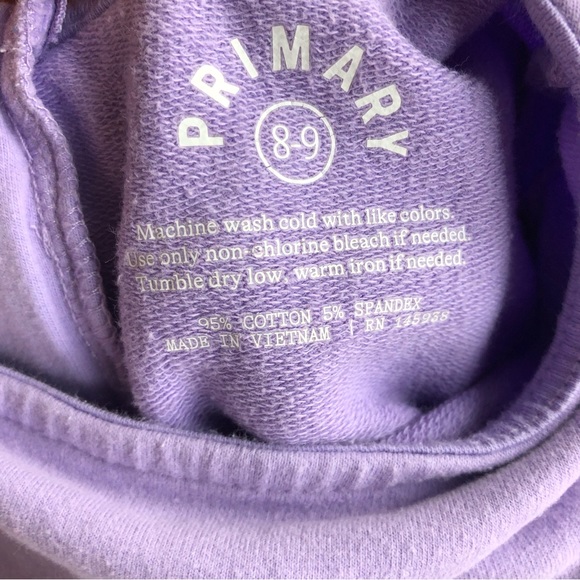 PRIMARY
8-9
Machine wash cold with like colors.
Use only non-chlorine bleach if needed.
Tumble dry low, warm iron if needed.
95% COTTON 5% SPANDEX
MADE IN VIETNAM | RN